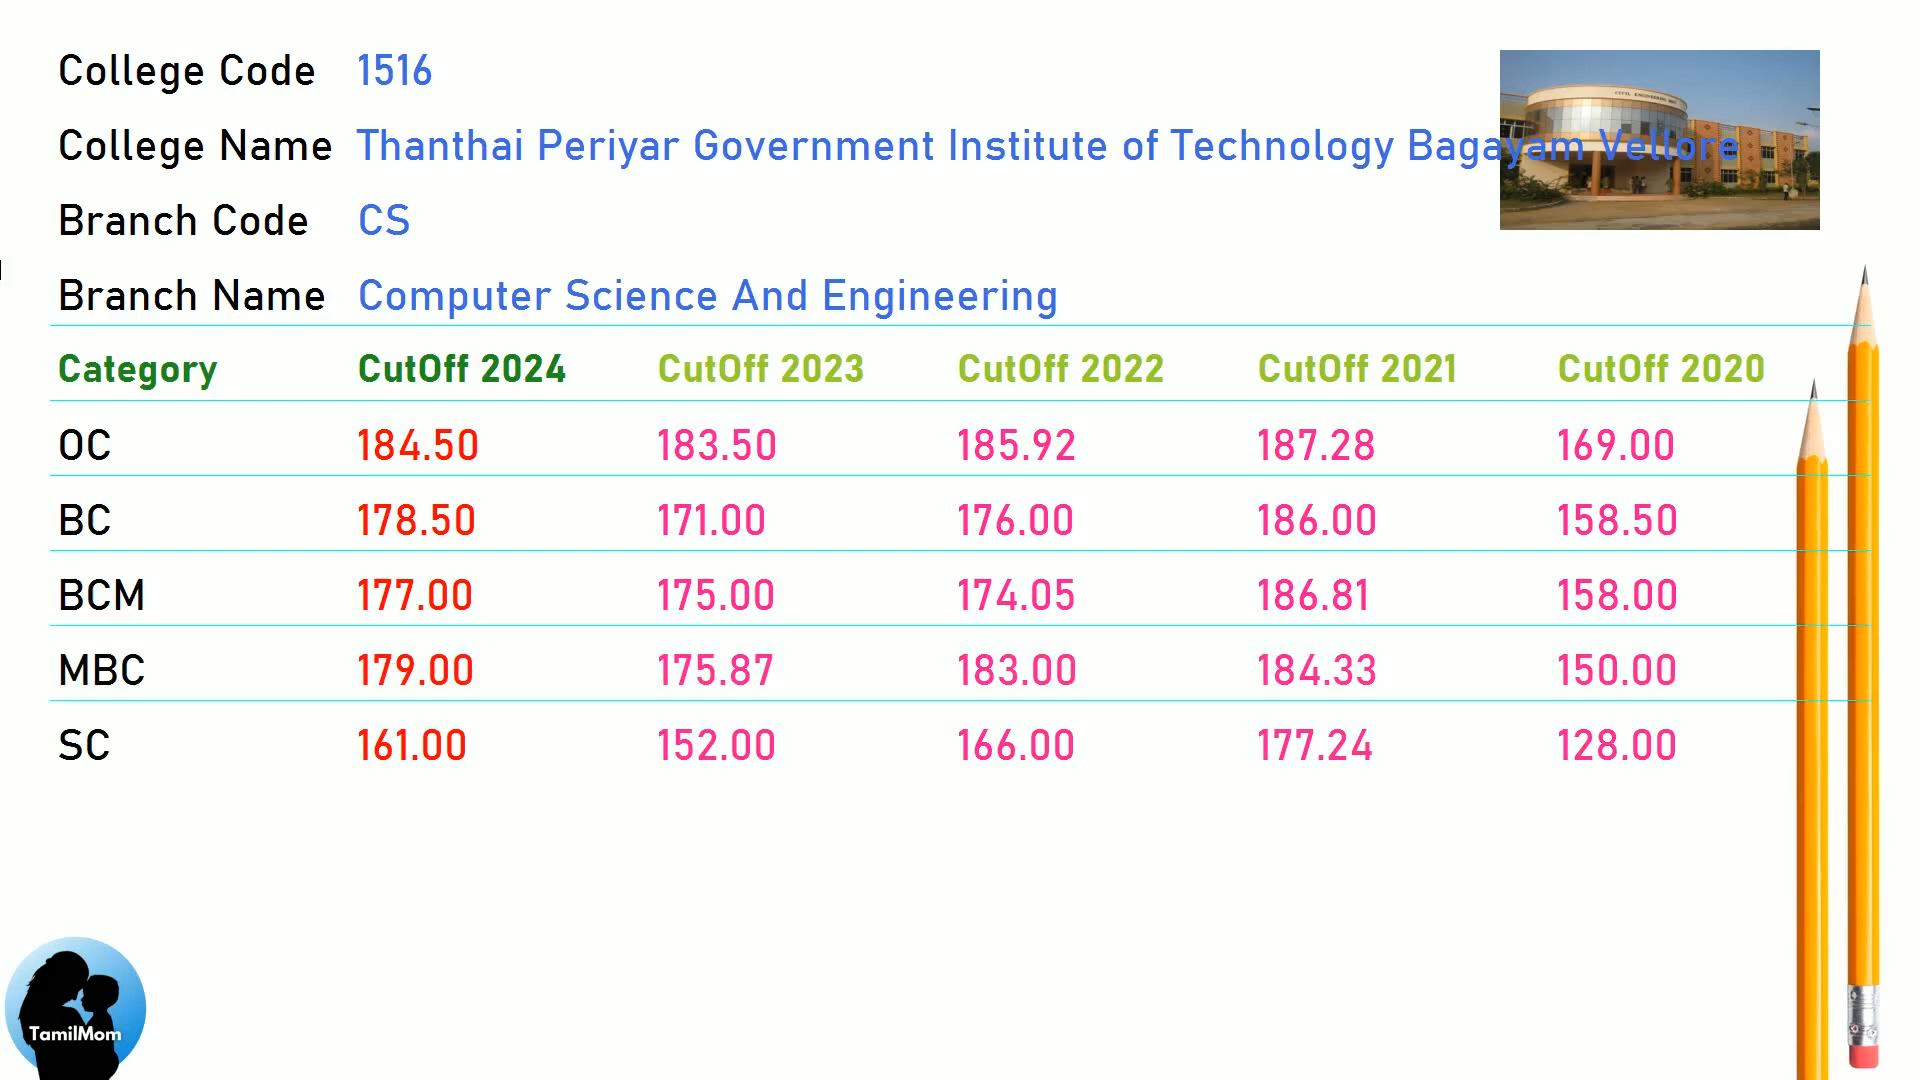 College Code 1516
College Name Thanthai Periyar Government Institute of Technology Bagayam Vellore
Branch Code CS
Branch Name Computer Science And Engineering
Category CutOff 2024 CutOff 2023 CutOff 2022 CutOff 2021 CutOff 2020
OC 184.50 183.50 185.92 187.28 169.00
BC 178.50 171.00 176.00 186.00 158.50
BCM 177.00 175.00 174.05 186.81 158.00
MBC 179.00 175.87 183.00 184.33 150.00
SC 161.00 152.00 166.00 177.24 128.00
TamilMom